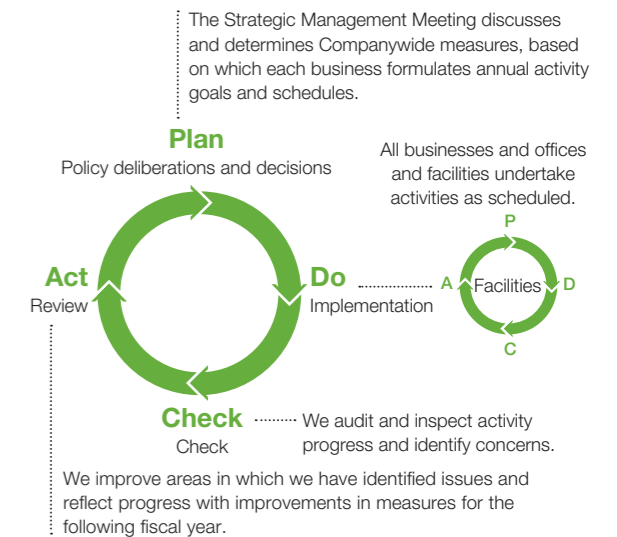 The Strategic Management Meeting discusses
and determines Companywide measures, based
on which each business formulates annual activity
goals and schedules.
Plan
Policy deliberations and decisions
All businesses and offices
and facilities undertake
activities as scheduled.
P
Act
Review
Do
Implementation
A
Facilities
D
C
Check
Check
We audit and inspect activity
progress and identify concerns.
We improve areas in which we have identified issues and
reflect progress with improvements in measures for the
following fiscal year.